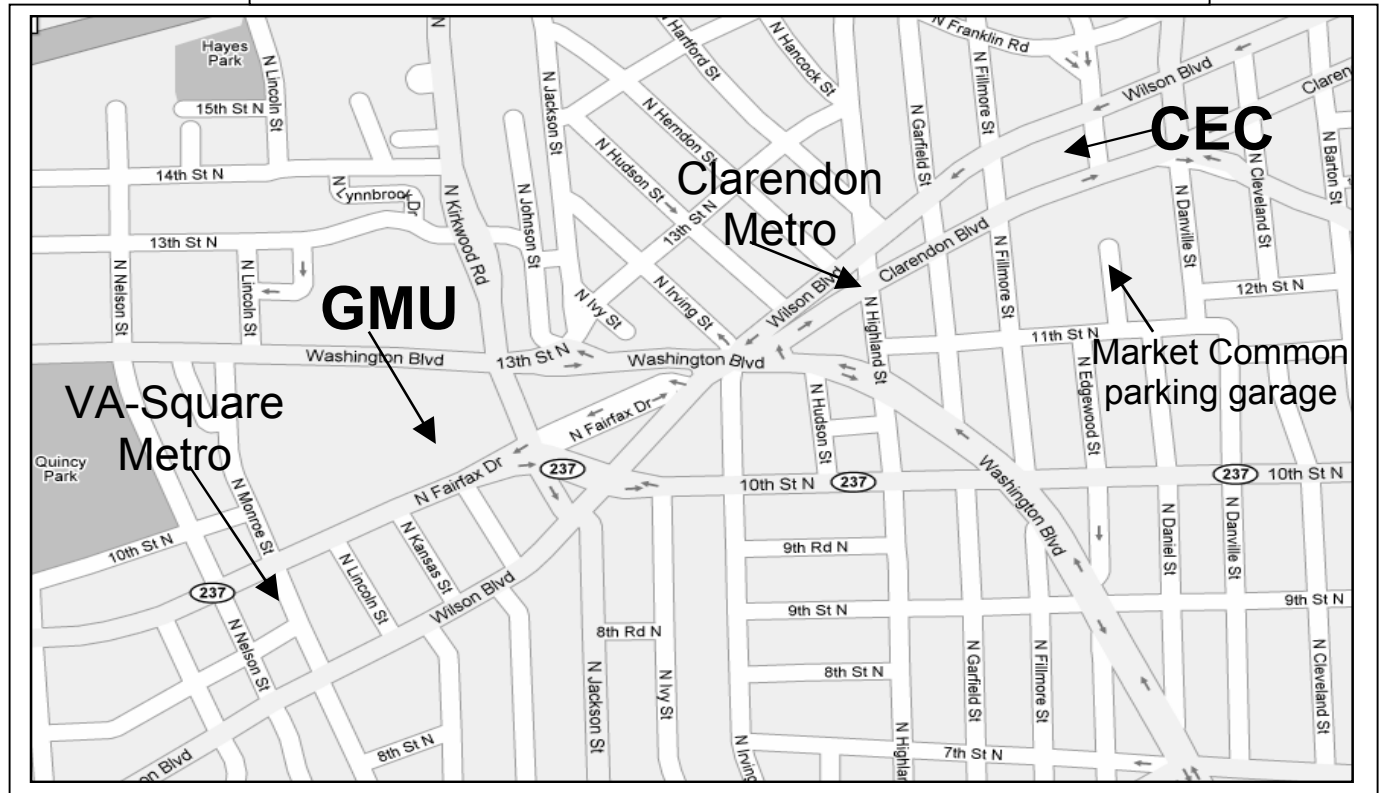 Hayes
Park
N Lincoln St
15th St N
14th St N
N Lynnbrook
Dr
13th St N
N Nelson St
N Lincoln St
N Kirkwood Rd
N Johnson St
N Jackson St
N Hartford St
N Hancock St
N Herndon St
N Hudson St
13th St N
N Ivy St
N Irving St
N Franklin Rd
N Fillmore St
N Garfield St
Wilson Blvd
Claren
CEC
N Barton St
N Cleveland St
N Danville St
Clarendon
Metro
Clarendon Blvd
N Fillmore St
Wilson Blvd
N Highland St
12th St N
11th St N
Market Common
parking garage
N Edgewood St
GMU
Washington Blvd
13th St N
Washington Blvd
N Fairfax Dr
VA-Square
Metro
Quincy
Park
N Monroe St
N Fairfax Dr
237
10th St N
237
N Hudson St
10th St N
237
10th St N
10th St N
237
N Nelson St
N Lincoln St
N Kansas St
Wilson Blvd
Washington Blvd
9th Rd N
9th St N
9th St N
N Daniel St
N Danville St
8th Rd N
8th St N
N Jackson St
N Ivy St
N Garfield St
N Fillmore St
N Cleveland St
8th St N
N Irving
N Highlan
7th St N
on Blvd